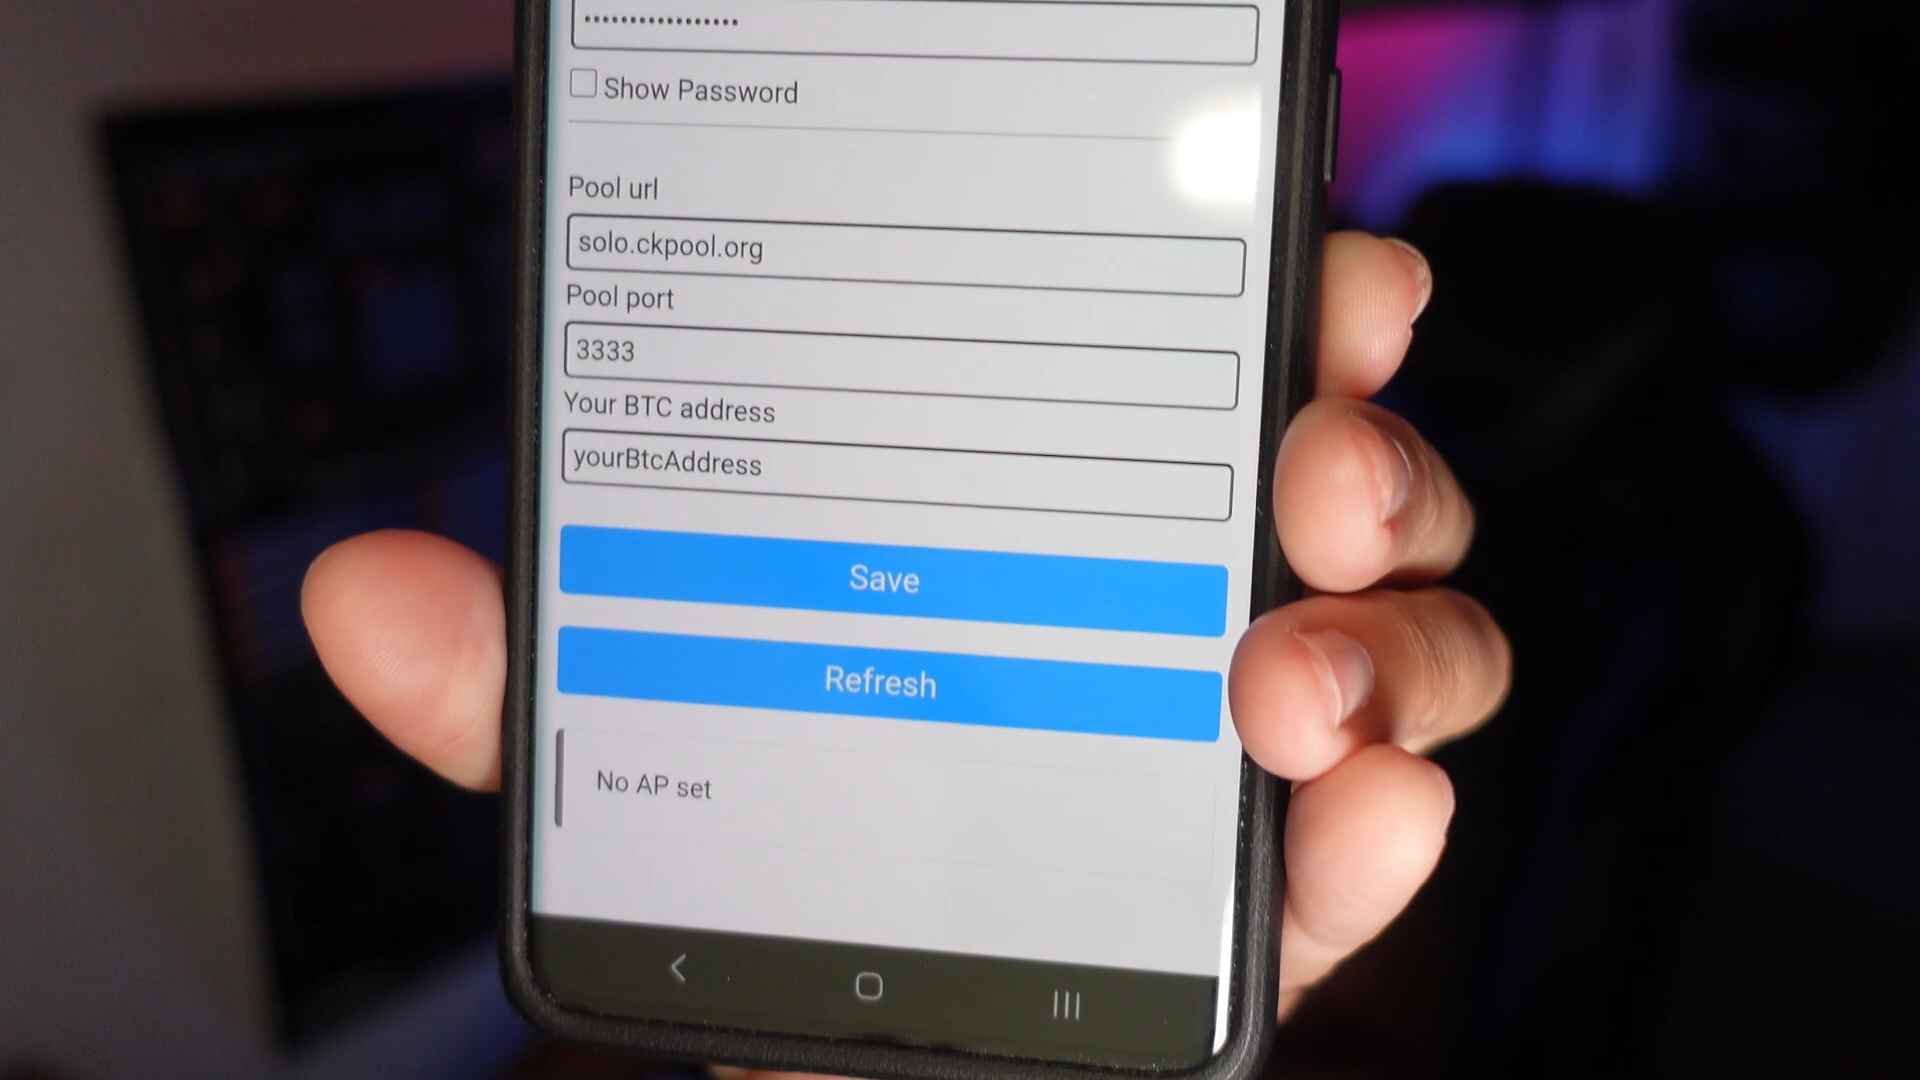 •••••••••••••••••
Show Password
Pool url
solo.ckpool.org
Pool port
3333
Your BTC address
yourBtcAddress
Save
Refresh
No AP set